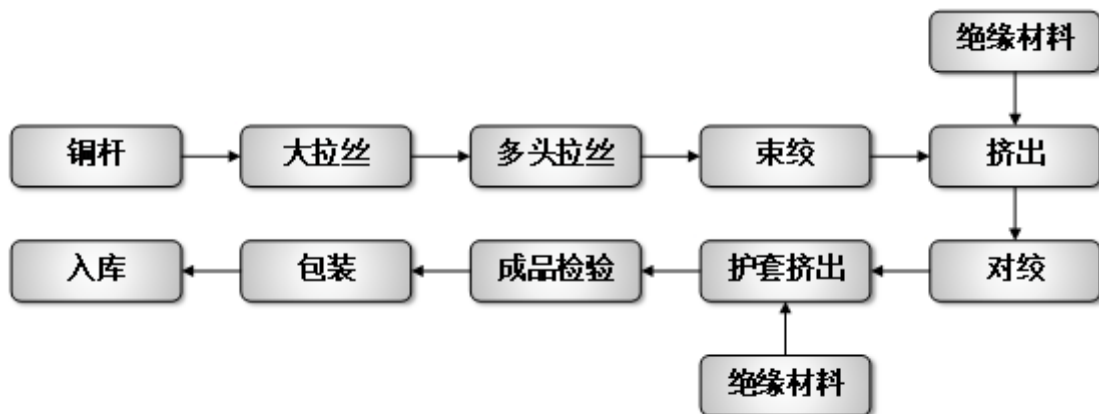 绝缘材料
铜杆
大拉丝
多头拉丝
束绞
挤出
入库
包装
成品检验
护套挤出
对绞
绝缘材料